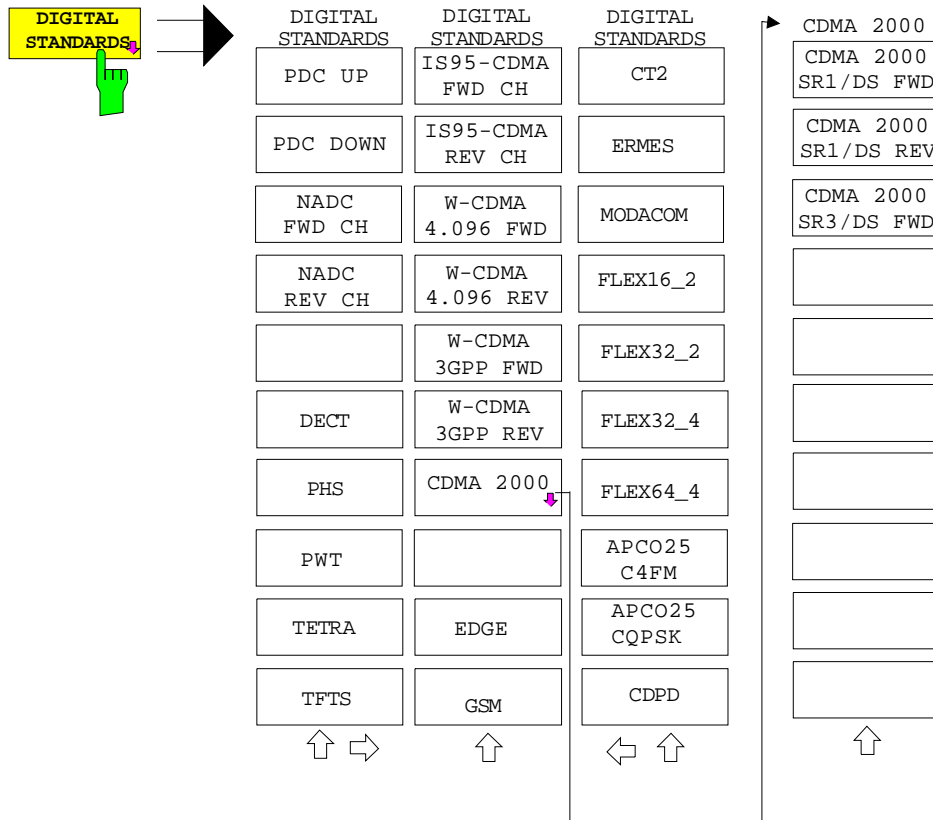 DIGITAL
STANDARDS
DIGITAL
STANDARDS
PDC UP
PDC DOWN
NADC
FWD CH
NADC
REV CH
DECT
PHS
PWT
TETRA
TFTS
DIGITAL
STANDARDS
IS95-CDMA
FWD CH
IS95-CDMA
REV CH
W-CDMA
4.096 FWD
W-CDMA
4.096 REV
W-CDMA
3GPP FWD
W-CDMA
3GPP REV
CDMA 2000
EDGE
GSM
DIGITAL
STANDARDS
CT2
ERMES
MODACOM
FLEX16_2
FLEX32_2
FLEX32_4
FLEX64_4
APCO25
C4FM
APCO25
CQPSK
CDPD
CDMA 2000
CDMA 2000
SR1/DS FWD
CDMA 2000
SR1/DS REV
CDMA 2000
SR3/DS FWD